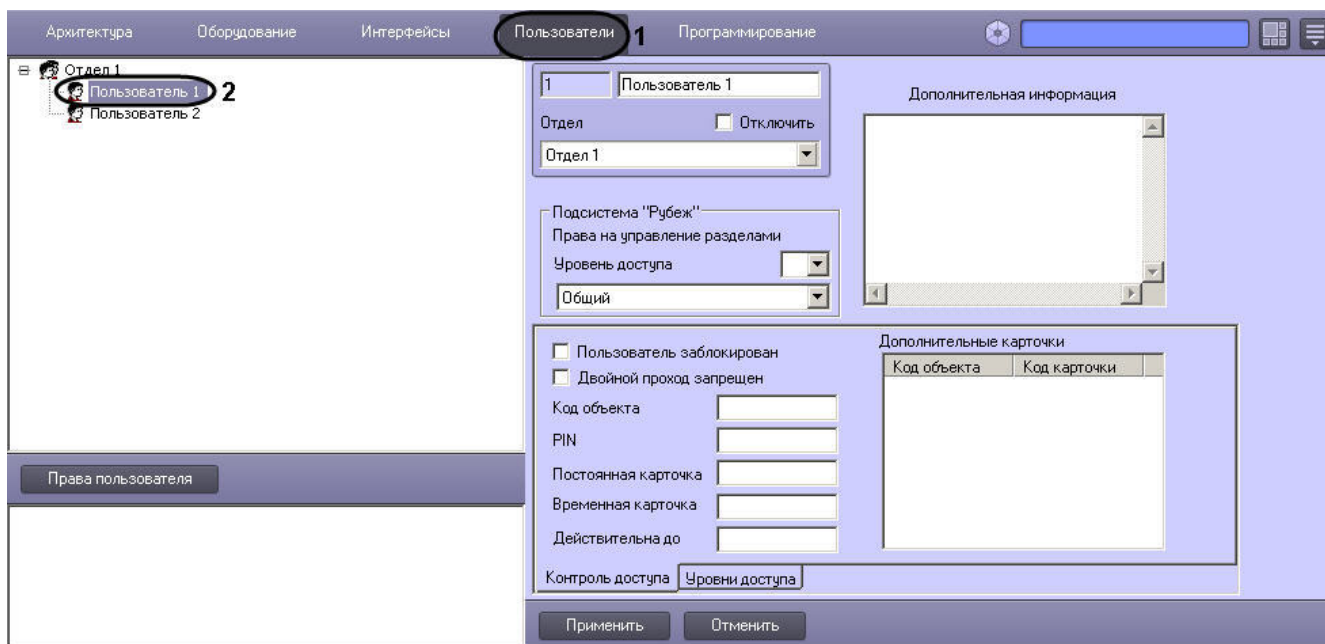 Архитектура Оборудование Интерфейсы Пользователи 1 Программирование
Отдел 1
Пользователь 1 2
Пользователь 2
Права пользователя
1 Пользователь 1
Отдел Отключить
Отдел 1
Дополнительная информация
Подсистема "Рубеж"
Права на управление разделами
Уровень доступа
Общий
Пользователь заблокирован
Двойной проход запрещен
Код объекта
PIN
Постоянная карточка
Временная карточка
Действительна до
Дополнительные карточки
Код объекта Код карточки
Контроль доступа Уровни доступа
Применить Отменить